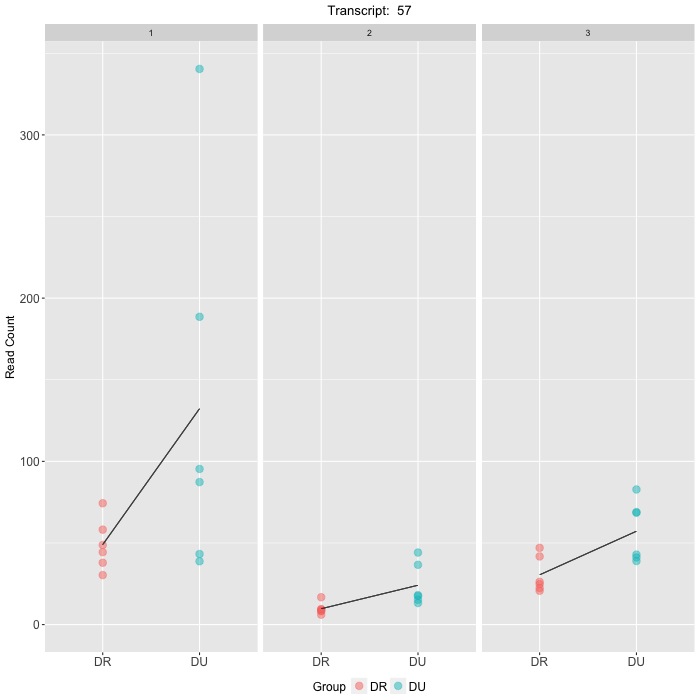 Transcript: 57
1 2 3
Read Count
300
200
100
0
DR DU DR DU DR DU
Group DR DU